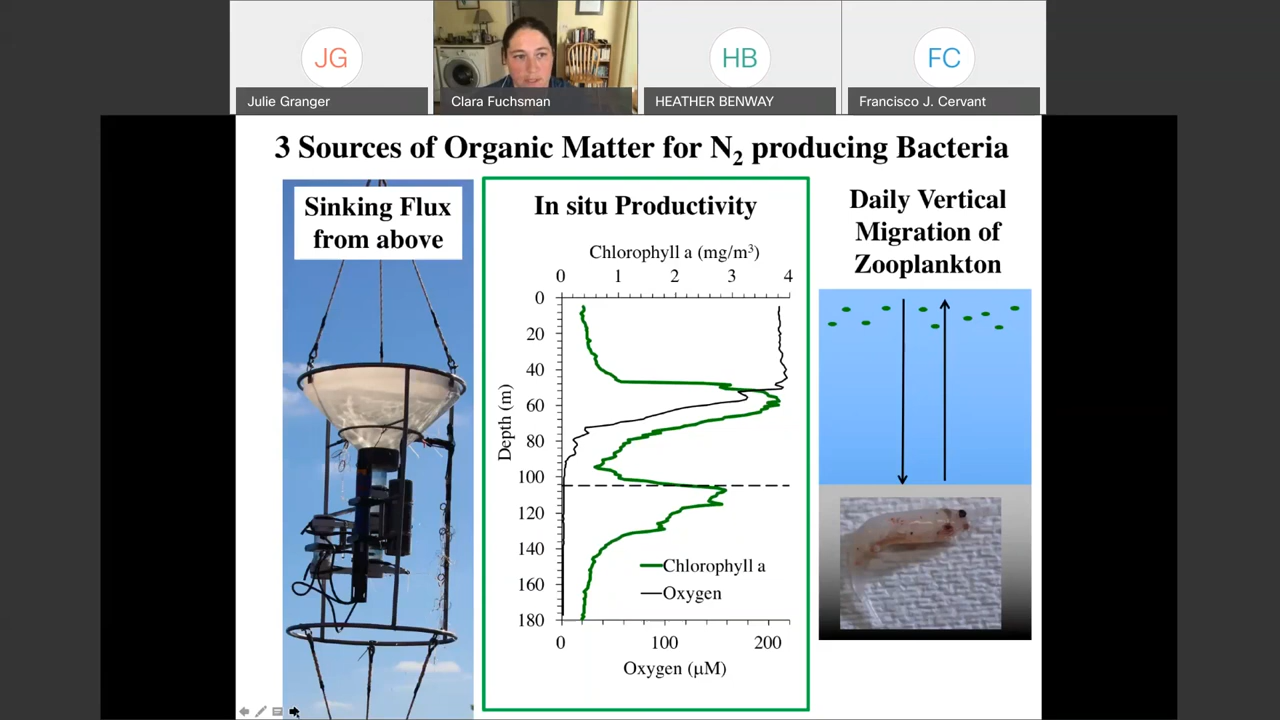 JG
HB
FC
Julie Granger
Clara Fuchsman
HEATHER BENWAY
Francisco J. Cervant
3 Sources of Organic Matter for N2 producing Bacteria
Sinking Flux
from above
In situ Productivity
Chlorophyll a (mg/m³)
0 1 2 3 4
Depth (m)
0
20
40
60
80
100
120
140
160
180
Chlorophyll a
Oxygen
0 100 200
Oxygen (μM)
Daily Vertical
Migration of
Zooplankton